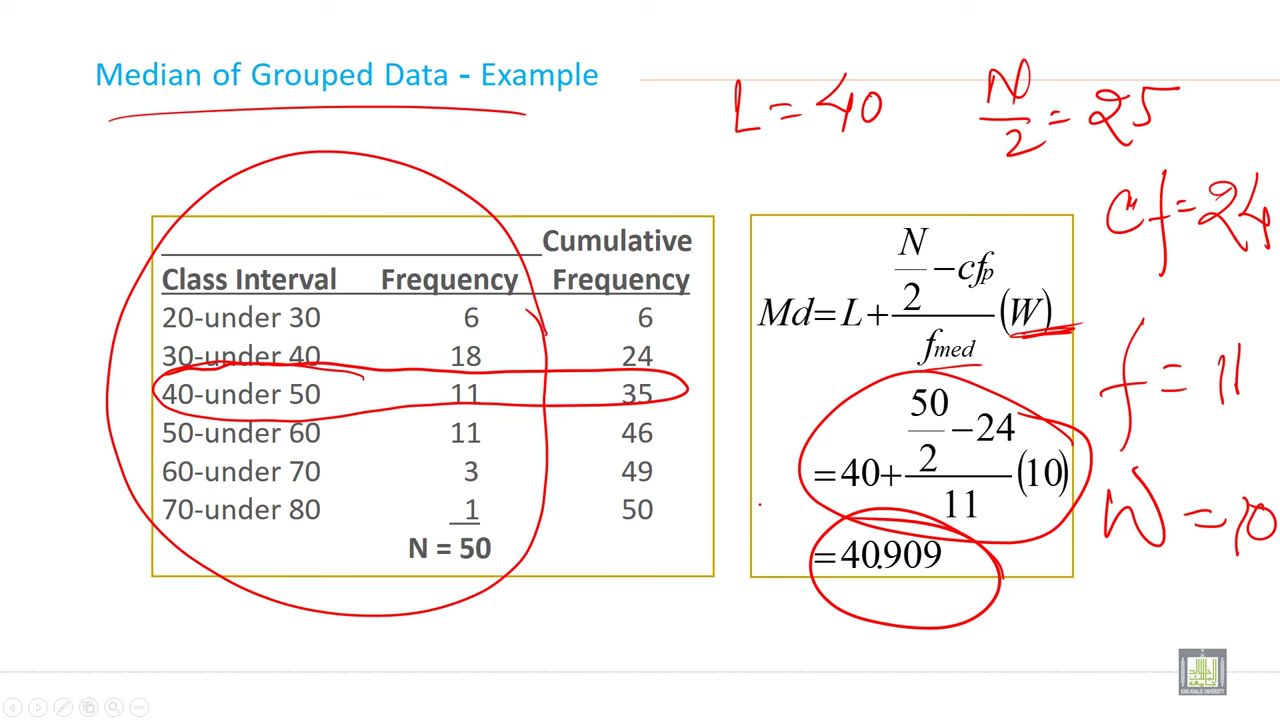 Median of Grouped Data - Example
L = 40
N/2 = 25
cf = 24
f = 11
W = 10
Cumulative
Class Interval Frequency Frequency
20-under 30 6 6
30-under 40 18 24
40-under 50 11 35
50-under 60 11 46
60-under 70 3 49
70-under 80 1 50
N = 50
Md = L + (N/2 − cfp)/fmed (W)
= 40 + (50/2 − 24)/11 (10)
= 40.909
KING KHALID UNIVERSITY